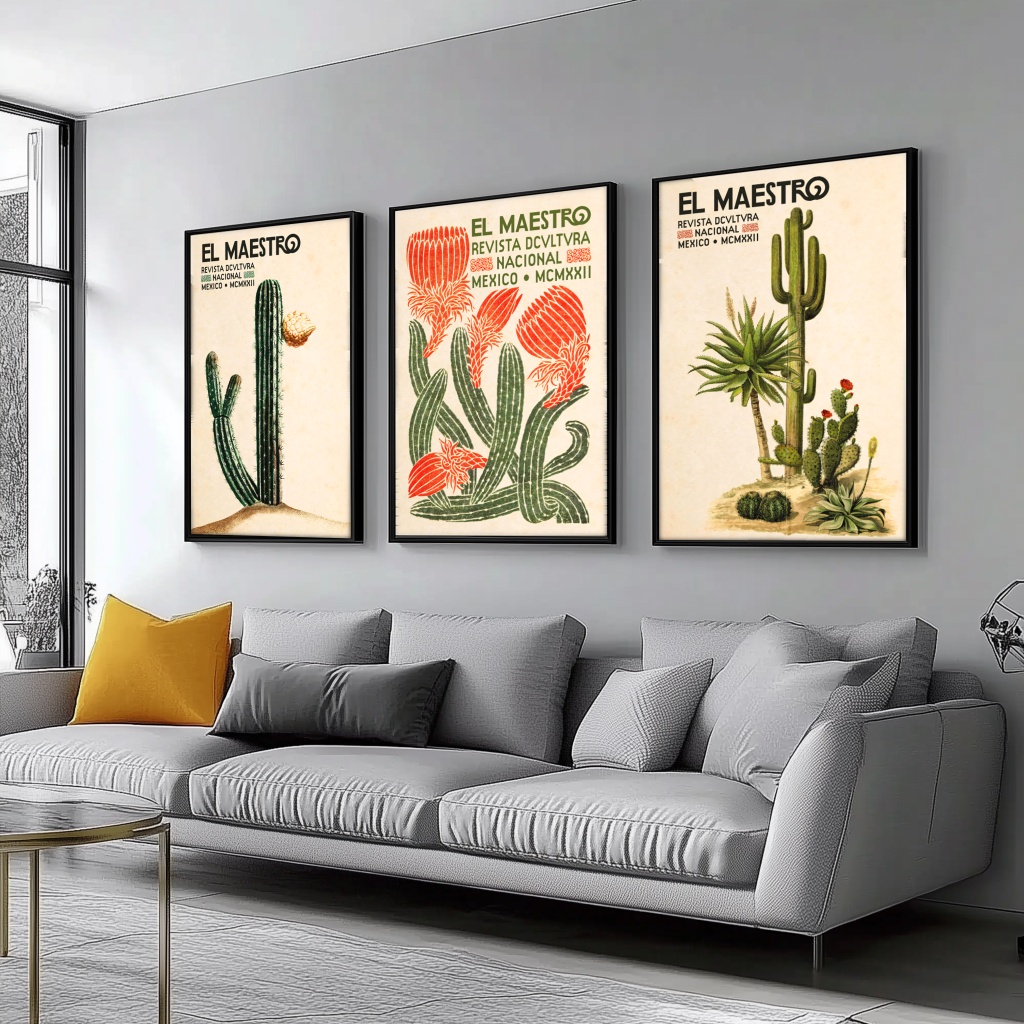 EL MAESTRO
REVISTA DCVLTVRA
NACIONAL
MEXICO • MCMXXII
EL MAESTRO
REVISTA DCVLTVRA
NACIONAL
MEXICO • MCMXXII
EL MAESTRO
REVISTA DCVLTVRA
NACIONAL
MEXICO • MCMXXII